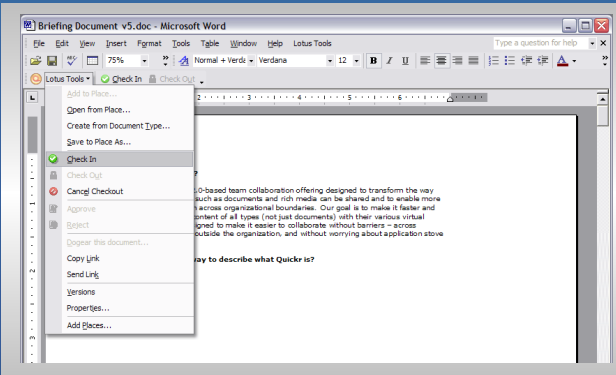 Briefing Document v5.doc - Microsoft Word
File Edit View Insert Format Tools Table Window Help Lotus Tools Type a question for help
75% Normal + Verda Verdana 12 B I U A
Lotus Tools Check In Check Out
L 2 3 4 5 6
Add to Place...
Open from Place...
Create from Document Type...
Save to Place As...
Check In
?
Check Out
.0-based team collaboration offering designed to transform the way
Cancel Checkout
such as documents and rich media can be shared and to enable more
across organizational boundaries. Our goal is to make it faster and
Approve
ontent of all types (not just documents) with their various virtual
Reject
igned to make it easier to collaborate without barriers – across
outside the organization, and without worrying about application stove
Dogear this document...
Copy Link
way to describe what Quickr is?
Send Link
Versions
Properties...
Add Places...